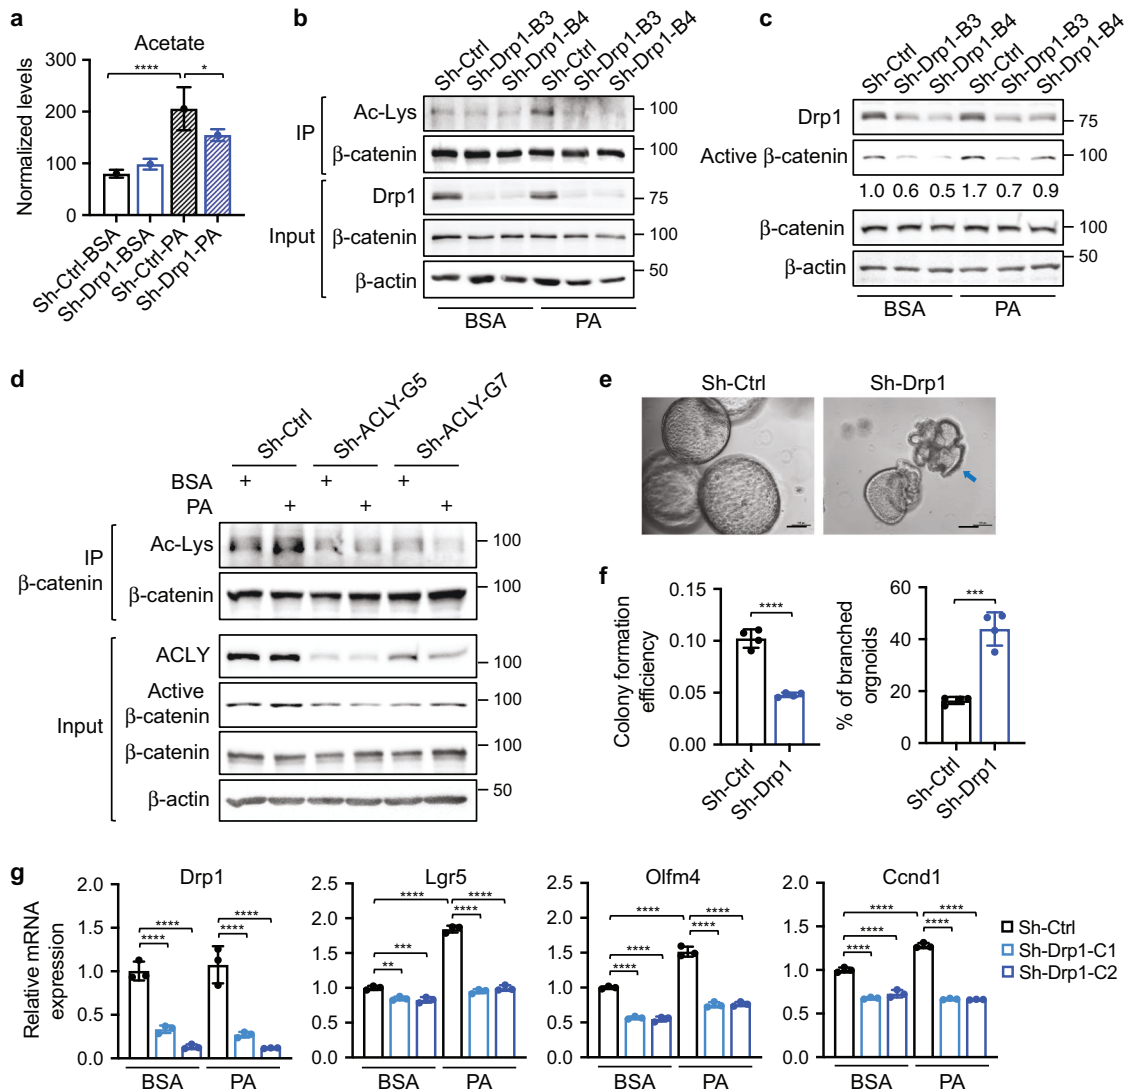 a
Acetate
Normalized levels
300
200
100
0
****
*
Sh-Ctrl-BSA
Sh-Drp1-BSA
Sh-Ctrl-PA
Sh-Drp1-PA
b
Sh-Ctrl
Sh-Drp1-B3
Sh-Drp1-B4
Sh-Ctrl
Sh-Drp1-B3
Sh-Drp1-B4
IP
Ac-Lys
100
β-catenin
100
Input
Drp1
75
β-catenin
100
β-actin
50
BSA
PA
c
Sh-Ctrl
Sh-Drp1-B3
Sh-Drp1-B4
Sh-Ctrl
Sh-Drp1-B3
Sh-Drp1-B4
Drp1
75
Active β-catenin
100
1.0 0.6 0.5 1.7 0.7 0.9
β-catenin
100
β-actin
50
BSA
PA
d
Sh-Ctrl
Sh-ACLY-G5
Sh-ACLY-G7
BSA + + +
PA + + +
IP
β-catenin
Ac-Lys
100
β-catenin
100
Input
ACLY
100
Active
β-catenin
100
β-catenin
100
β-actin
50
e
Sh-Ctrl
Sh-Drp1
f
Colony formation
efficiency
0.15
0.10
0.05
0.00
****
Sh-Ctrl
Sh-Drp1
% of branched
orgnoids
60
40
20
0
***
Sh-Ctrl
Sh-Drp1
g
Relative mRNA
expression
Drp1
2.0
1.5
1.0
0.5
0.0
****
****
****
****
BSA
PA
Lgr5
2.5
2.0
1.5
1.0
0.5
0.0
****
****
****
***
**
BSA
PA
Olfm4
2.5
2.0
1.5
1.0
0.5
0.0
****
****
****
****
****
BSA
PA
Ccnd1
2.0
1.5
1.0
0.5
0.0
****
****
****
****
****
BSA
PA
Sh-Ctrl
Sh-Drp1-C1
Sh-Drp1-C2